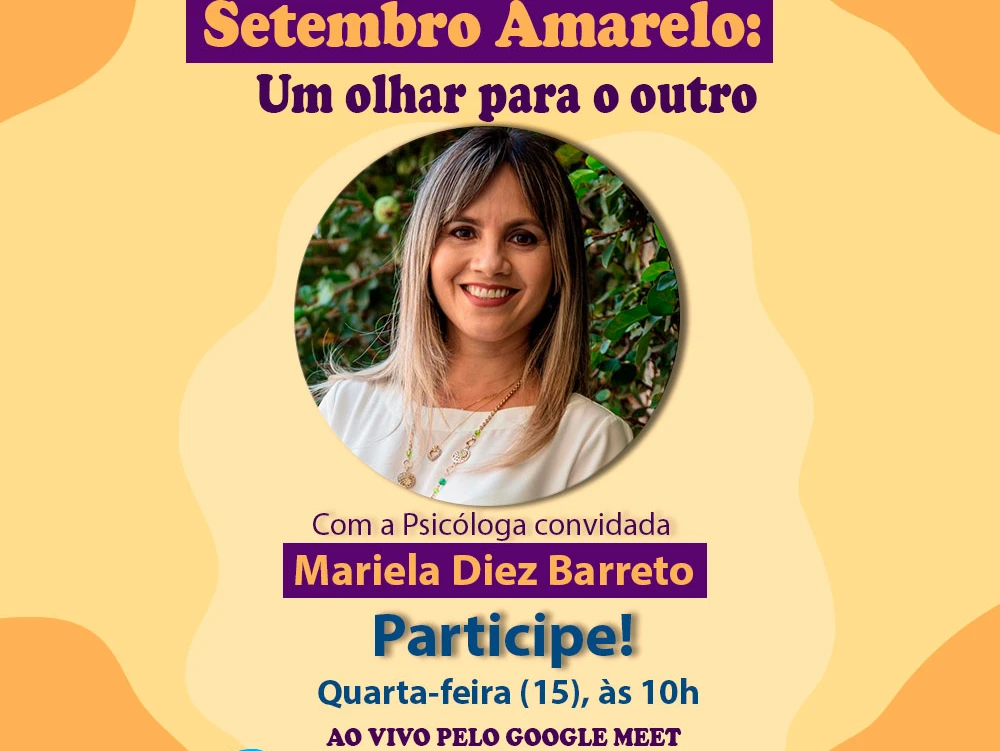 Setembro Amarelo:
Um olhar para o outro
Com a Psicóloga convidada
Mariela Diez Barreto
Participe!
Quarta-feira (15), às 10h
AO VIVO PELO GOOGLE MEET